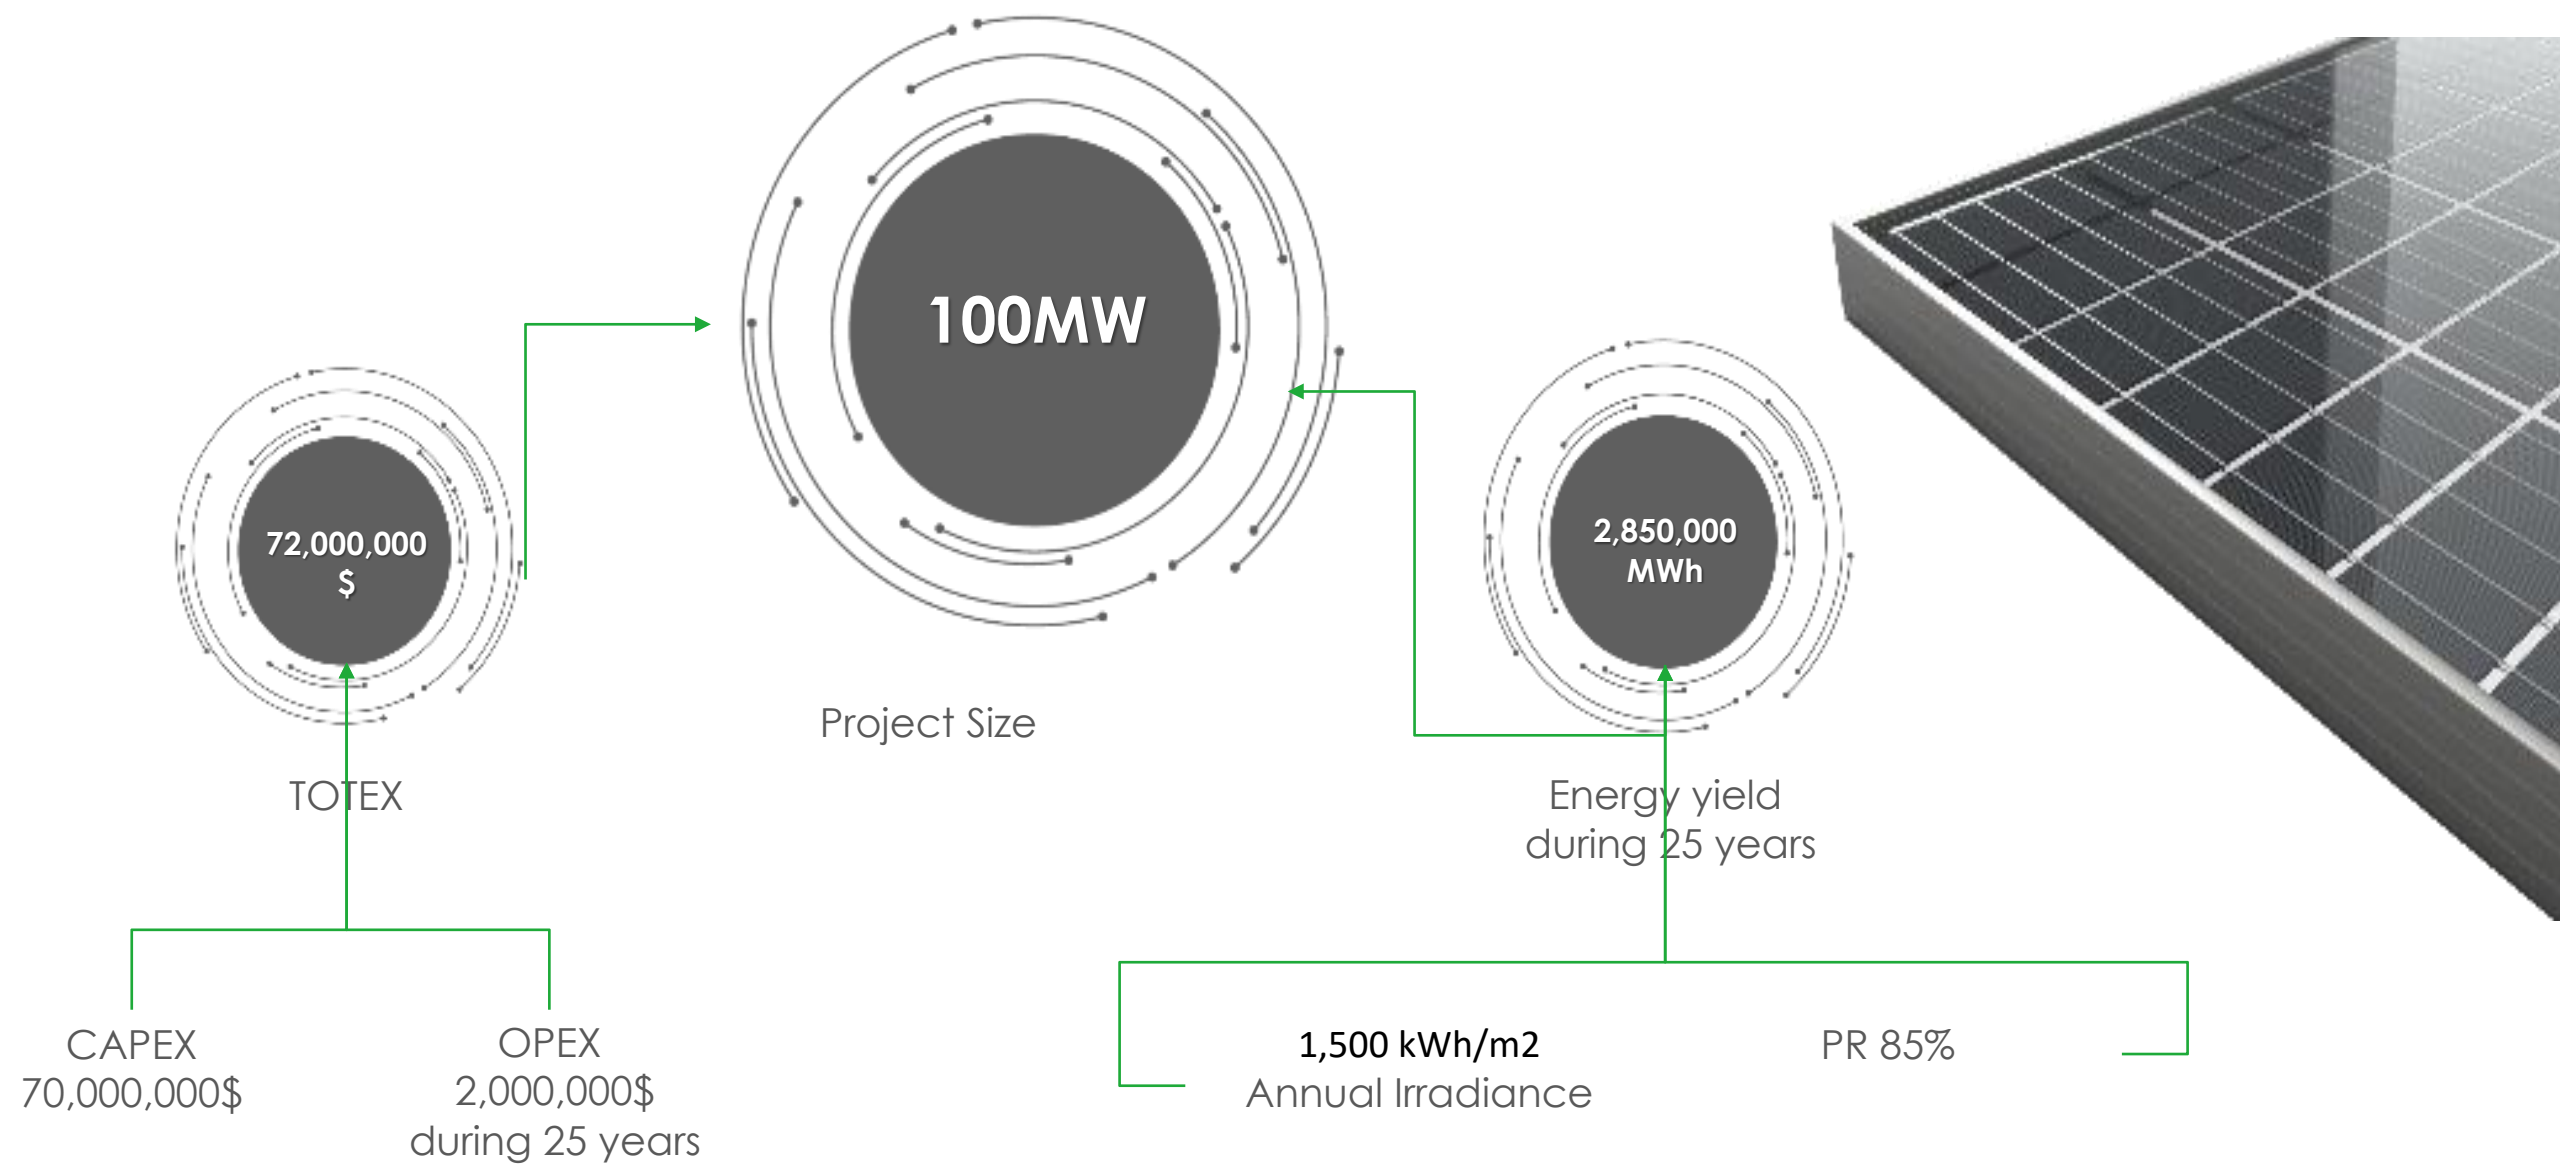 100MW
72,000,000
$
2,850,000
MWh
Project Size
TOTEX
Energy yield
during 25 years
CAPEX
70,000,000$
OPEX
2,000,000$
during 25 years
1,500 kWh/m2
Annual Irradiance
PR 85%